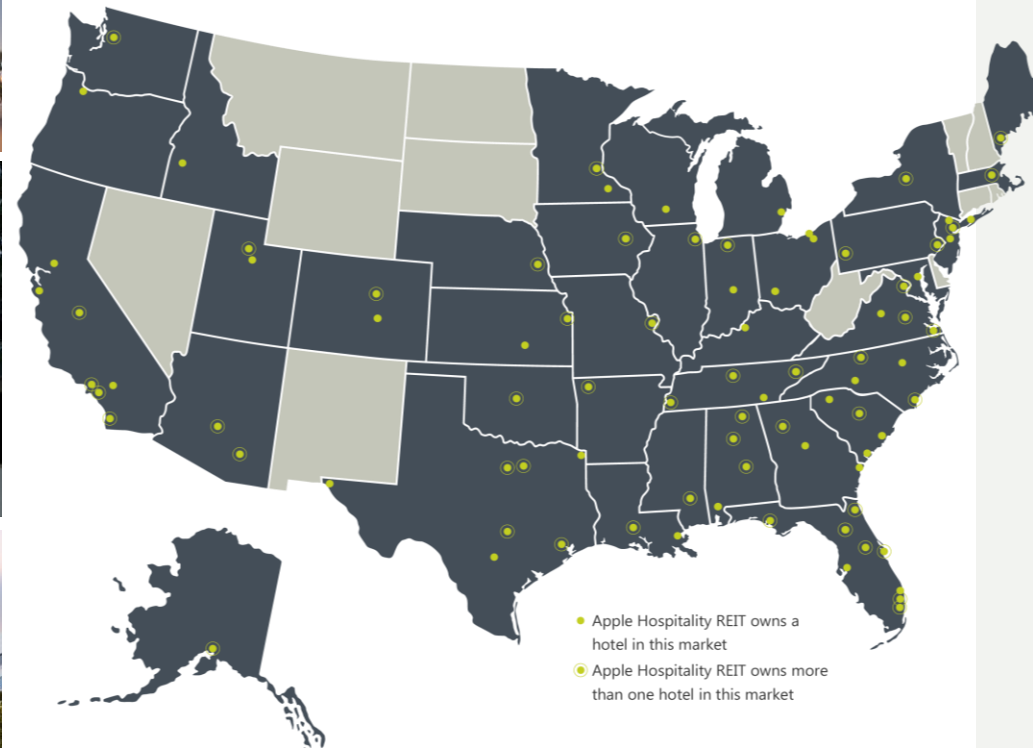 Apple Hospitality REIT owns a
hotel in this market
Apple Hospitality REIT owns more
than one hotel in this market